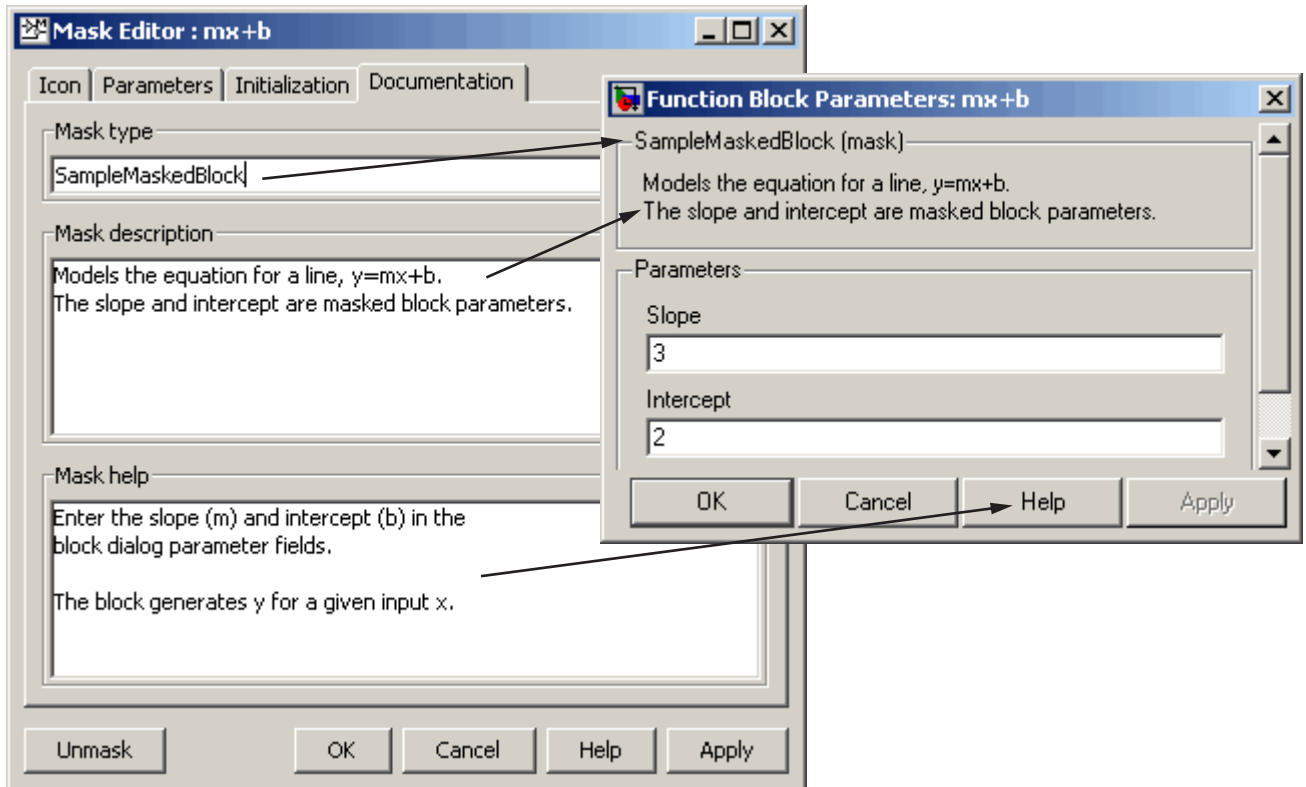 Mask Editor : mx+b
Icon Parameters Initialization Documentation
Mask type
SampleMaskedBlock
Mask description
Models the equation for a line, y=mx+b.
The slope and intercept are masked block parameters.
Mask help
Enter the slope (m) and intercept (b) in the
block dialog parameter fields.
The block generates y for a given input x.
Unmask OK Cancel Help Apply
Function Block Parameters: mx+b
SampleMaskedBlock (mask)
Models the equation for a line, y=mx+b.
The slope and intercept are masked block parameters.
Parameters
Slope
3
Intercept
2
OK Cancel Help Apply